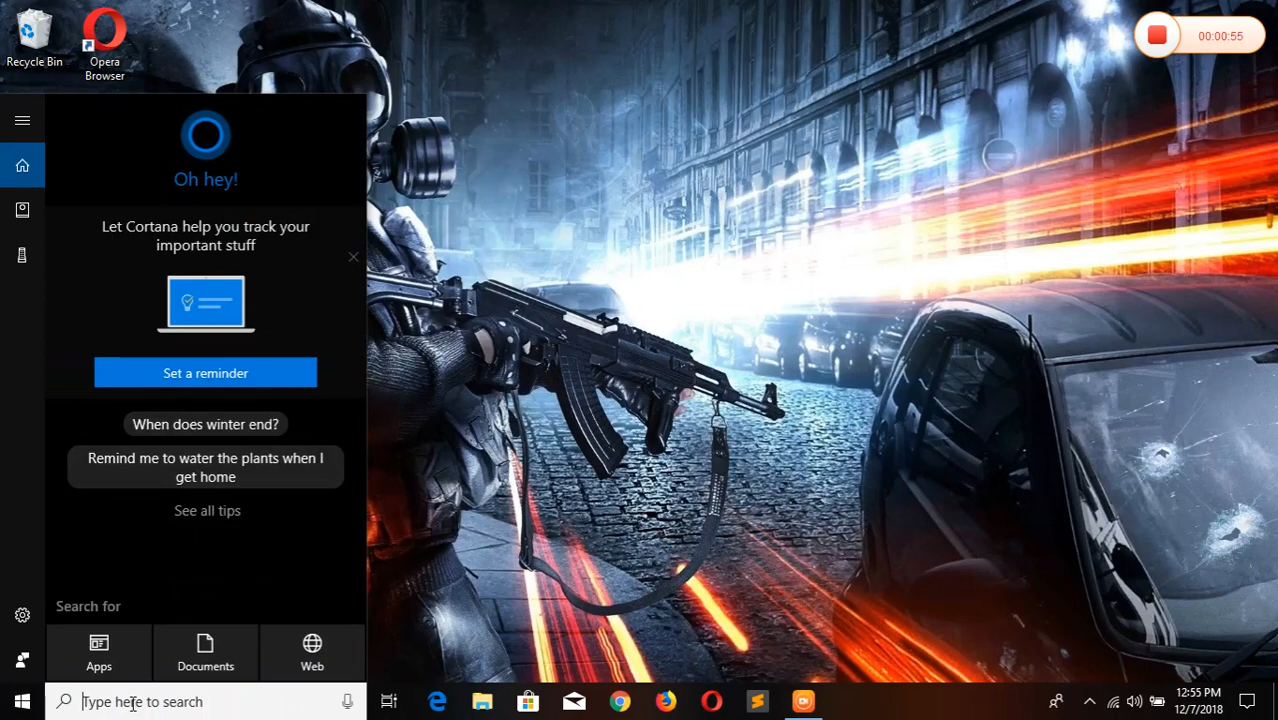 Recycle Bin
Opera
Browser
00:00:55
Oh hey!
Let Cortana help you track your
important stuff
Set a reminder
When does winter end?
Remind me to water the plants when I
get home
See all tips
Search for
Apps
Documents
Web
Type here to search
12:55 PM
12/7/2018